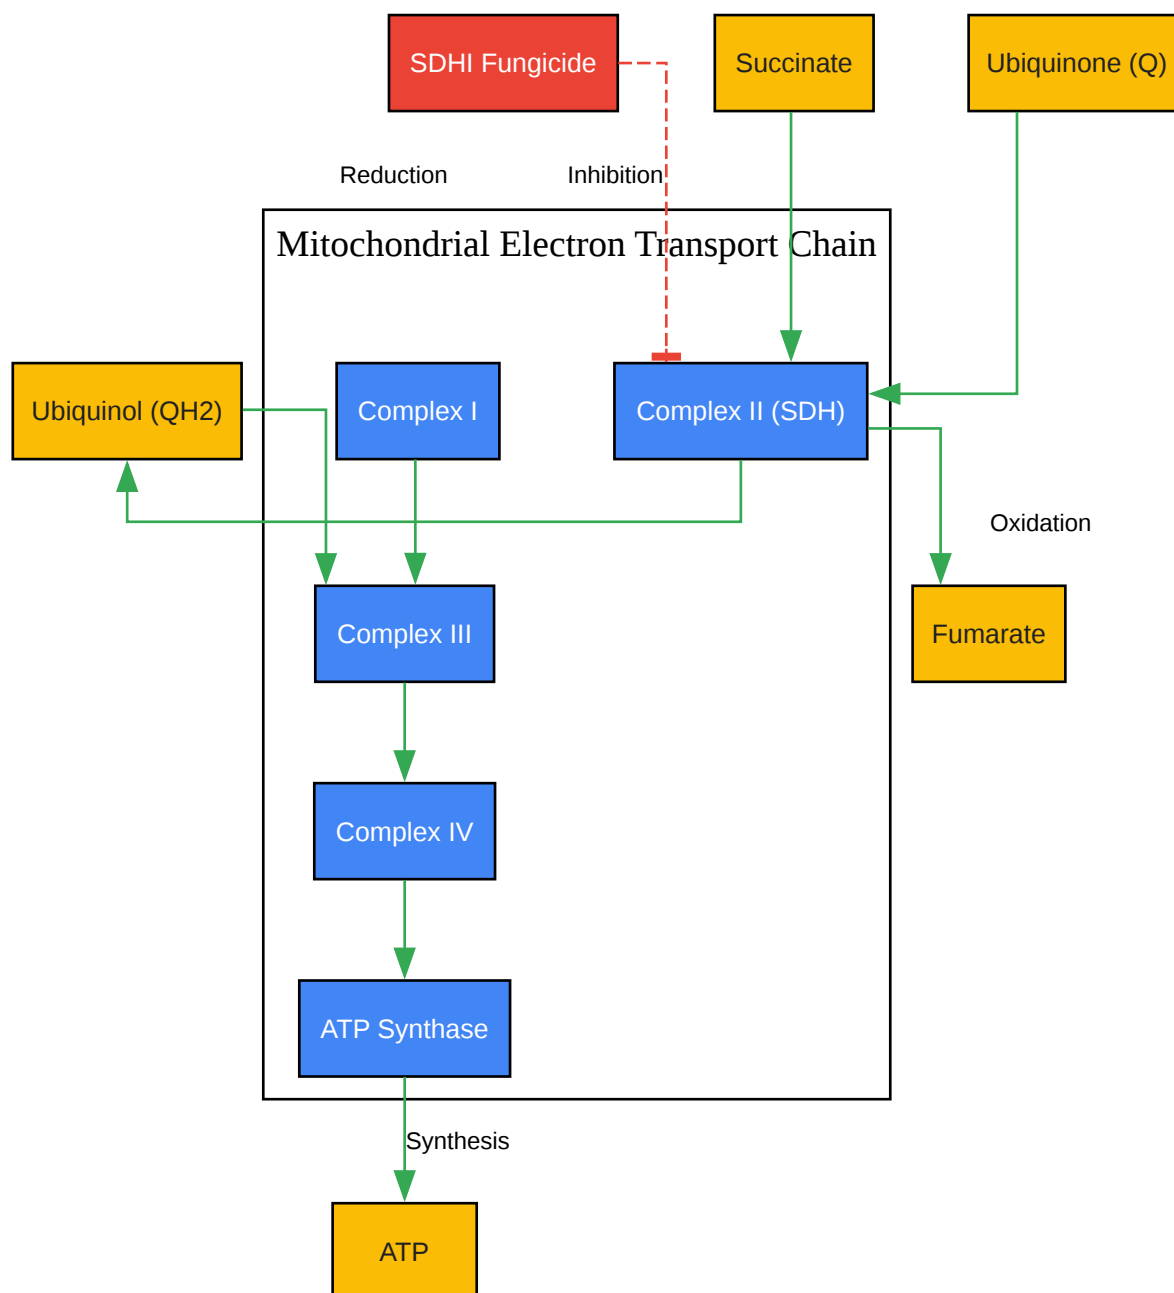 SDHI Fungicide
Succinate
Ubiquinone (Q)
Reduction
Inhibition
Mitochondrial Electron Transport Chain
Ubiquinol (QH2)
Complex I
Complex II (SDH)
Oxidation
Complex III
Fumarate
Complex IV
ATP Synthase
Synthesis
ATP